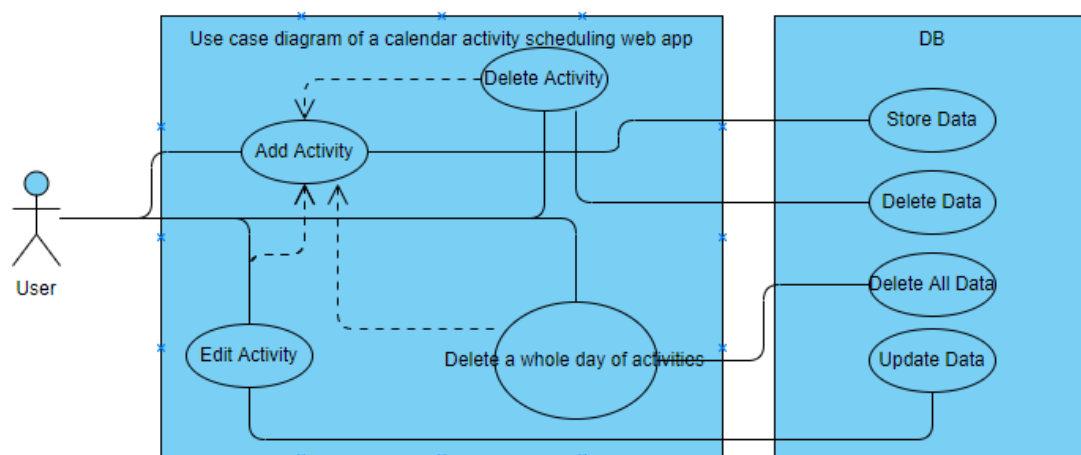 Use case diagram of a calendar activity scheduling web app
DB
Delete Activity
Store Data
Add Activity
Delete Data
User
Delete All Data
Edit Activity
Delete a whole day of activities
Update Data